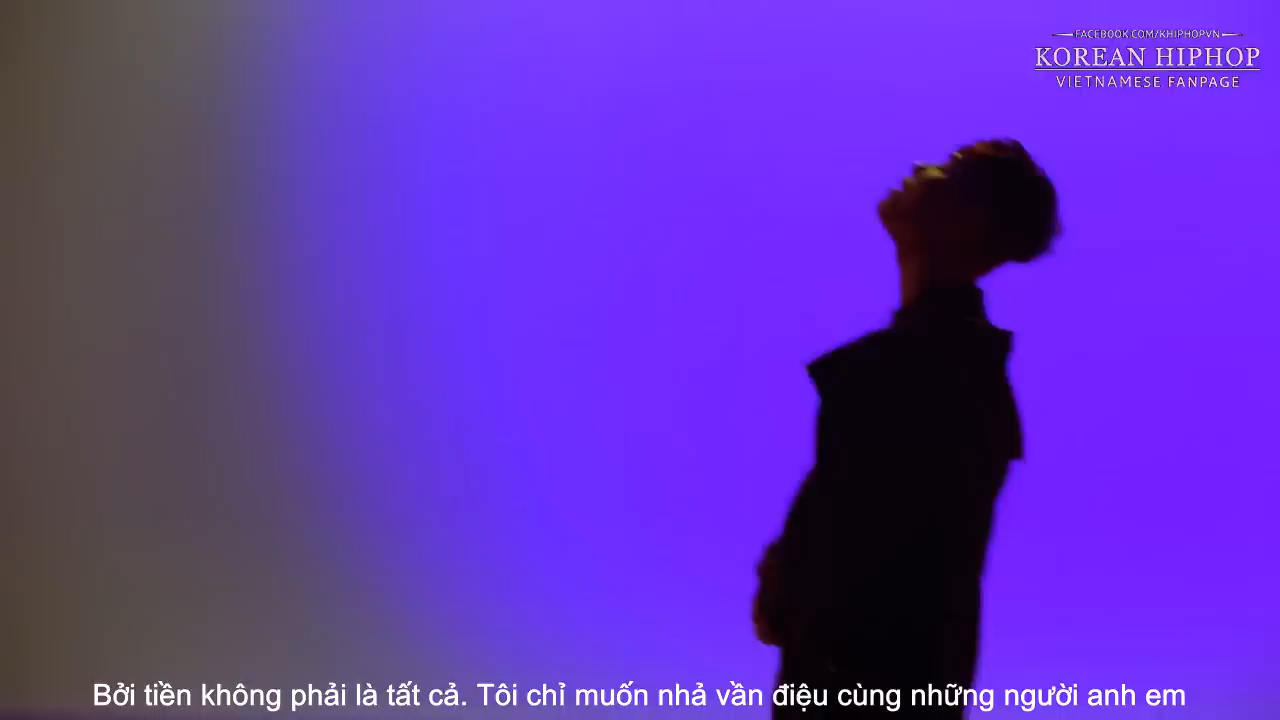 FACEBOOK.COM/KHIPHOPVN
KOREAN HIPHOP
VIETNAMESE FANPAGE
Bởi tiền không phải là tất cả. Tôi chỉ muốn nhả vần điệu cùng những người anh em